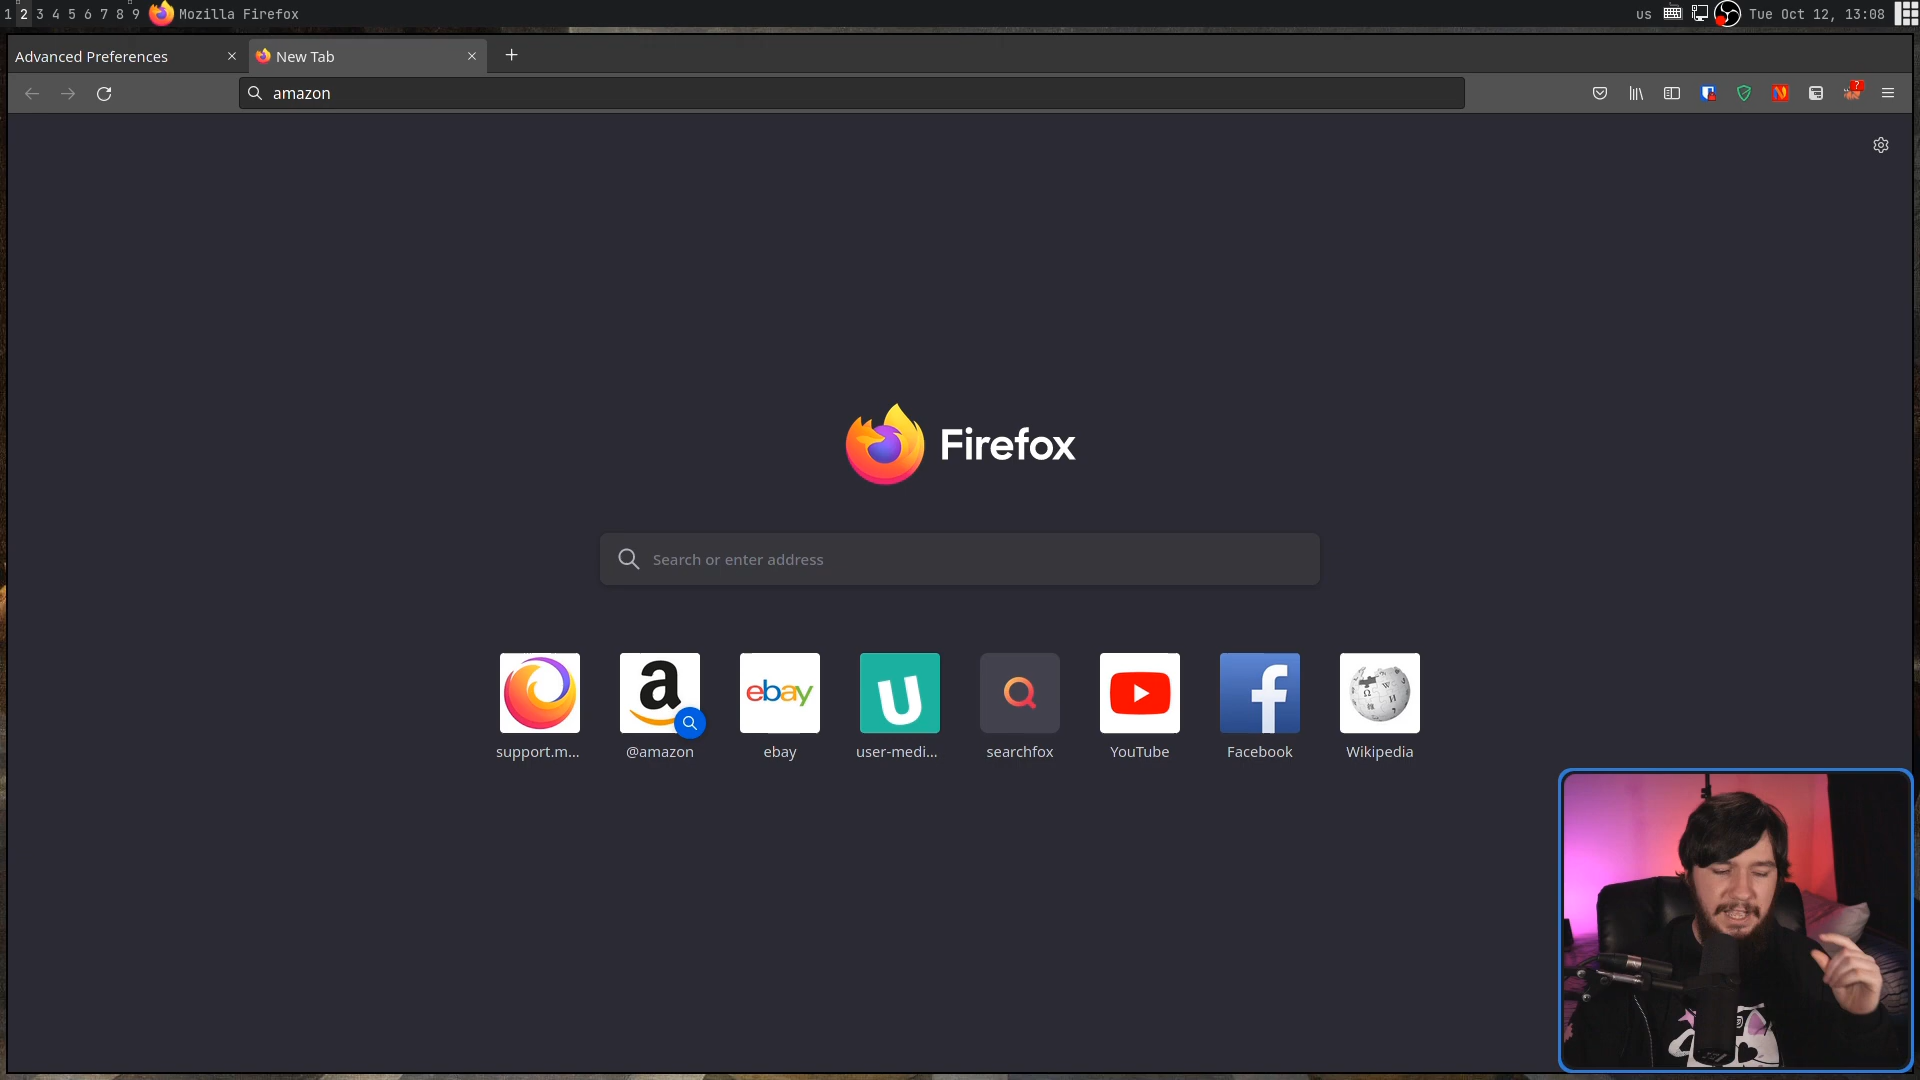 1 2 3 4 5 6 7 8 9 Mozilla Firefox
us Tue Oct 12, 13:08
Advanced Preferences
New Tab
amazon
Firefox
Search or enter address
a
ebay
U
f
support.m...
@amazon
ebay
user-medi...
searchfox
YouTube
Facebook
Wikipedia